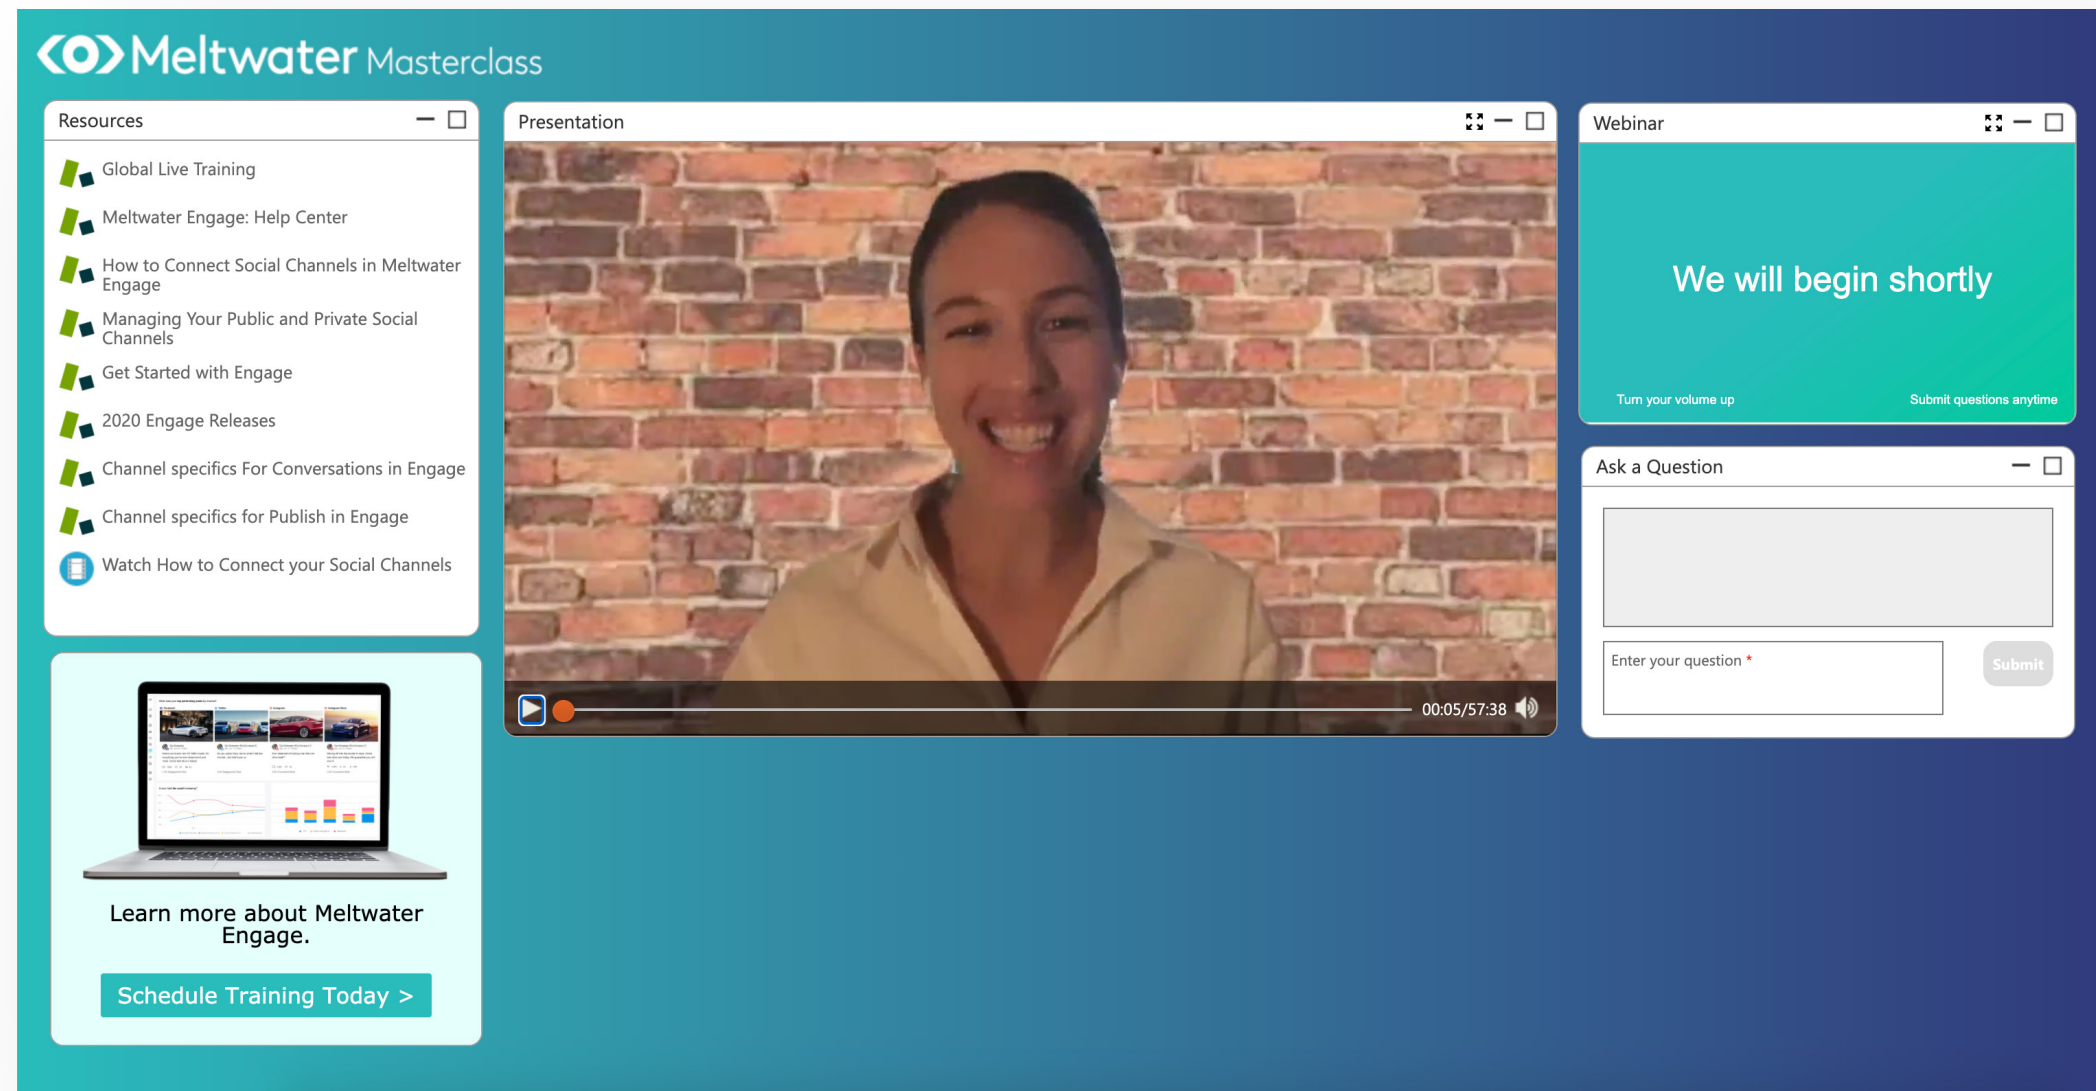 Meltwater Masterclass
Resources
Global Live Training
Meltwater Engage: Help Center
How to Connect Social Channels in Meltwater
Engage
Managing Your Public and Private Social
Channels
Get Started with Engage
2020 Engage Releases
Channel specifics For Conversations in Engage
Channel specifics for Publish in Engage
Watch How to Connect your Social Channels
Learn more about Meltwater
Engage.
Schedule Training Today >
Presentation
00:05/57:38
Webinar
We will begin shortly
Turn your volume up
Submit questions anytime
Ask a Question
Enter your question *
Submit